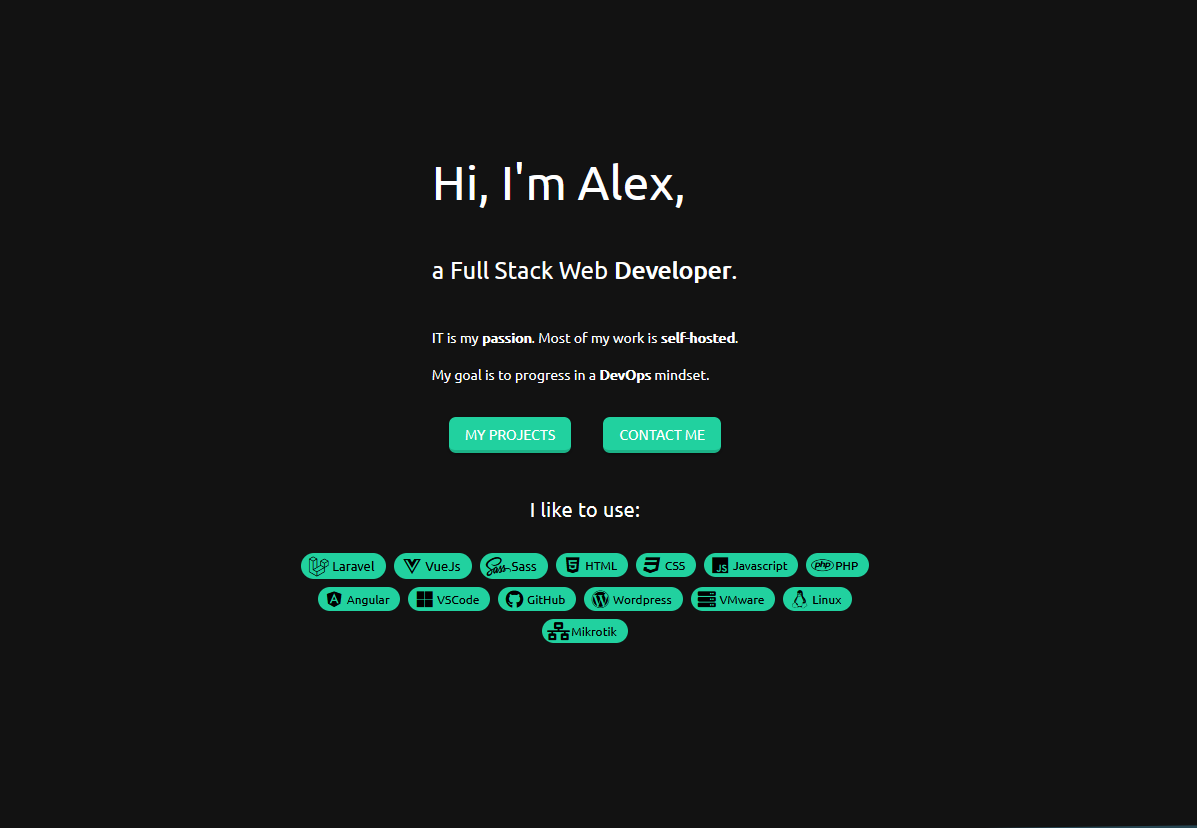 Hi, I'm Alex,
a Full Stack Web Developer.
IT is my passion. Most of my work is self-hosted.
My goal is to progress in a DevOps mindset.
MY PROJECTS CONTACT ME
I like to use:
Laravel VueJs Sass Sass HTML CSS JS Javascript php PHP
Angular VSCode GitHub Wordpress VMware Linux
Mikrotik